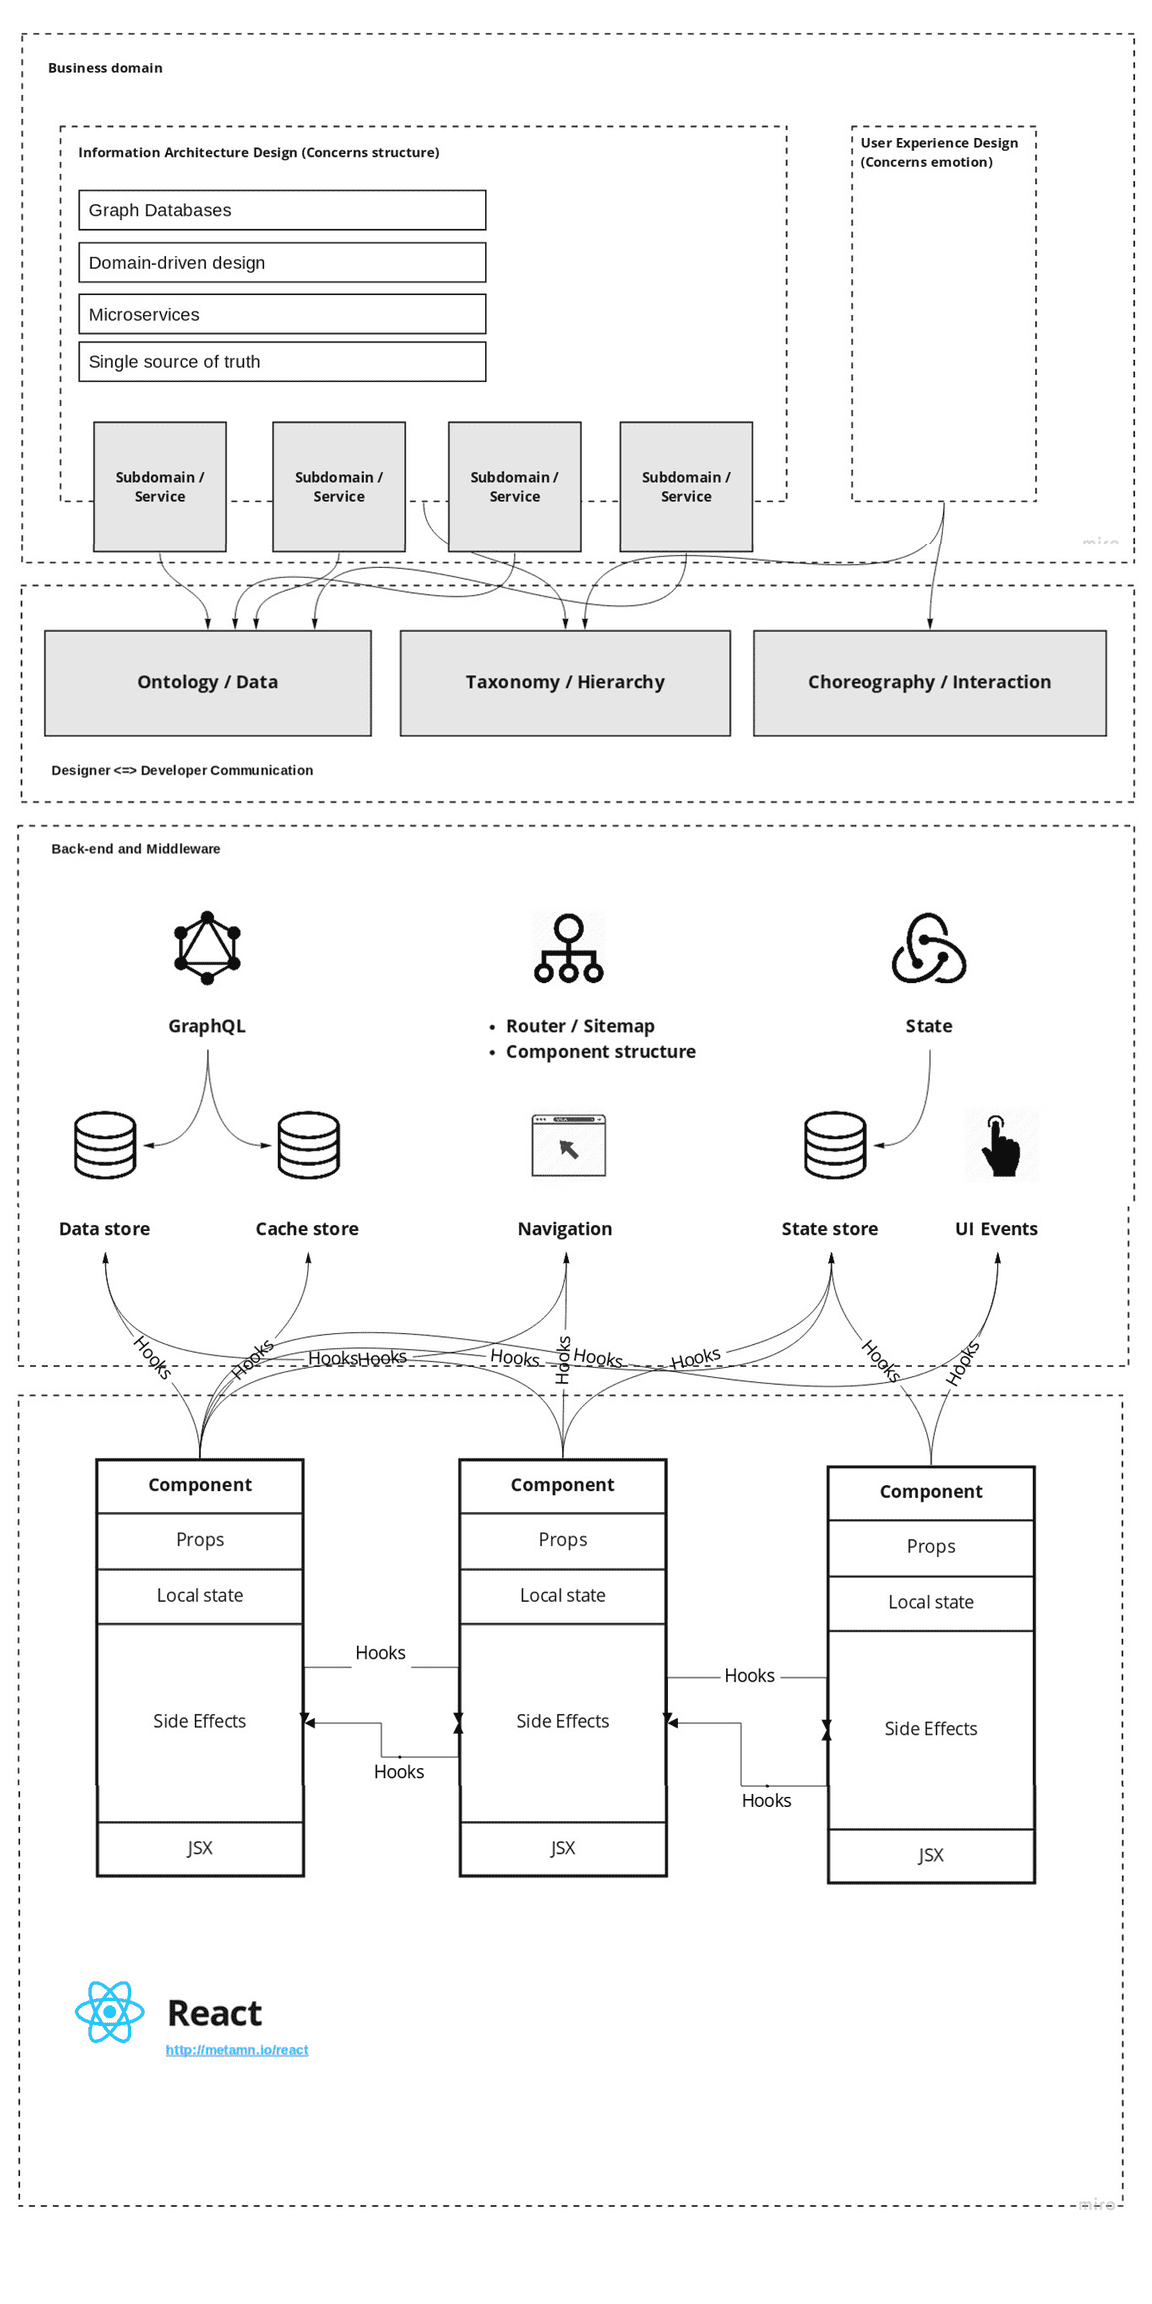 Business domain
Information Architecture Design (Concerns structure)
User Experience Design
(Concerns emotion)
Graph Databases
Domain-driven design
Microservices
Single source of truth
Subdomain /
Service
Subdomain /
Service
Subdomain /
Service
Subdomain /
Service
miro
Ontology / Data
Taxonomy / Hierarchy
Choreography / Interaction
Designer <=> Developer Communication
Back-end and Middleware
GraphQL
• Router / Sitemap
• Component structure
State
Data store
Cache store
Navigation
State store
UI Events
Hooks
Hooks
Hooks
Hooks
Hooks
Hooks
Hooks
Hooks
Hooks
Hooks
Component
Props
Local state
Side Effects
JSX
Component
Props
Local state
Side Effects
JSX
Component
Props
Local state
Side Effects
JSX
Hooks
Hooks
Hooks
Hooks
React
http://metamn.io/react
miro